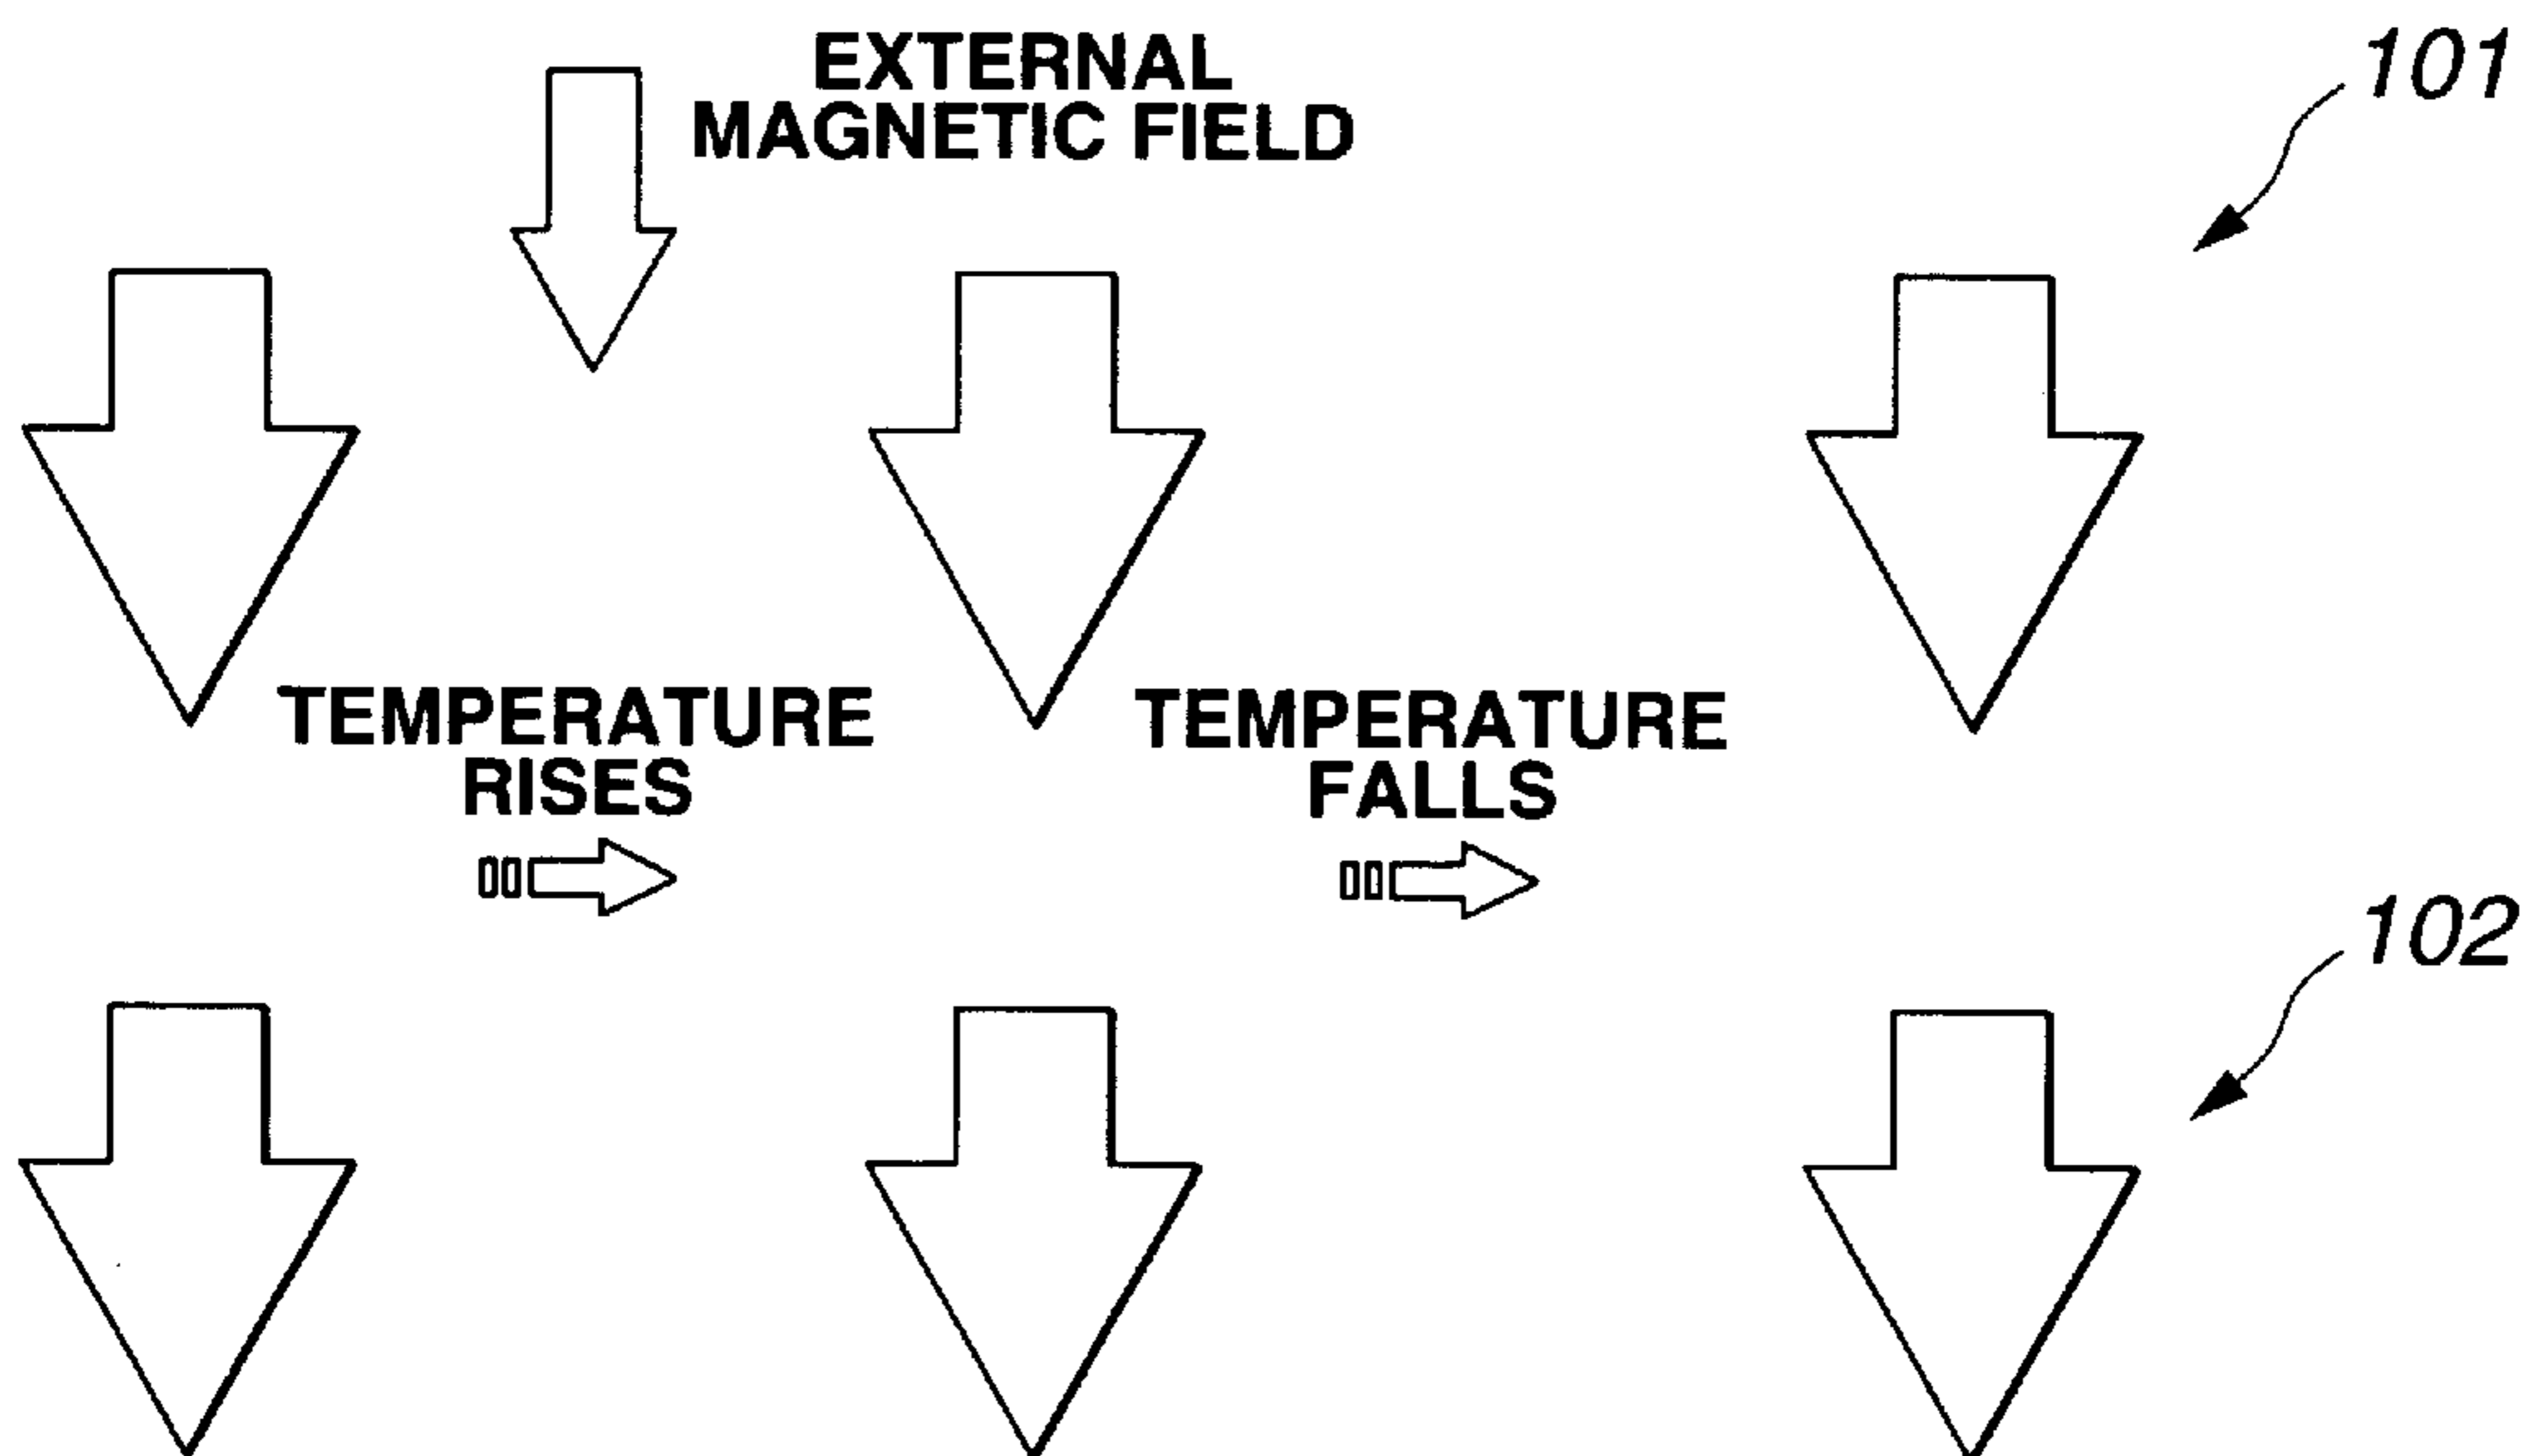 EXTERNAL
MAGNETIC FIELD
101
TEMPERATURE
RISES
TEMPERATURE
FALLS
102